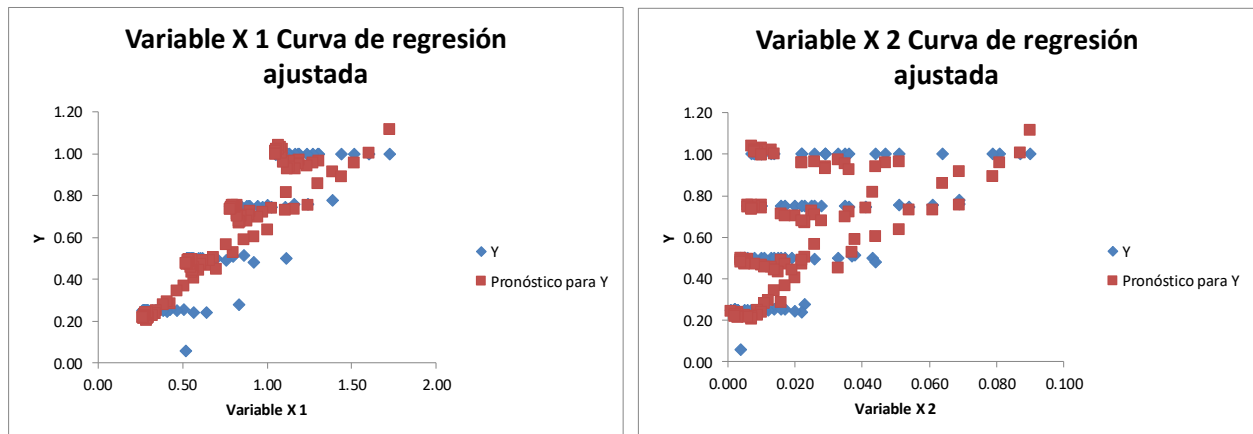 Variable X 1 Curva de regresión
ajustada
1.20
1.00
0.80
Y
0.60
0.40
0.20
0.00
0.00 0.50 1.00 1.50 2.00
Variable X 1
Y
Pronóstico para Y
Variable X 2 Curva de regresión
ajustada
1.20
1.00
0.80
Y
0.60
0.40
0.20
0.00
0.000 0.020 0.040 0.060 0.080 0.100
Variable X 2
Y
Pronóstico para Y